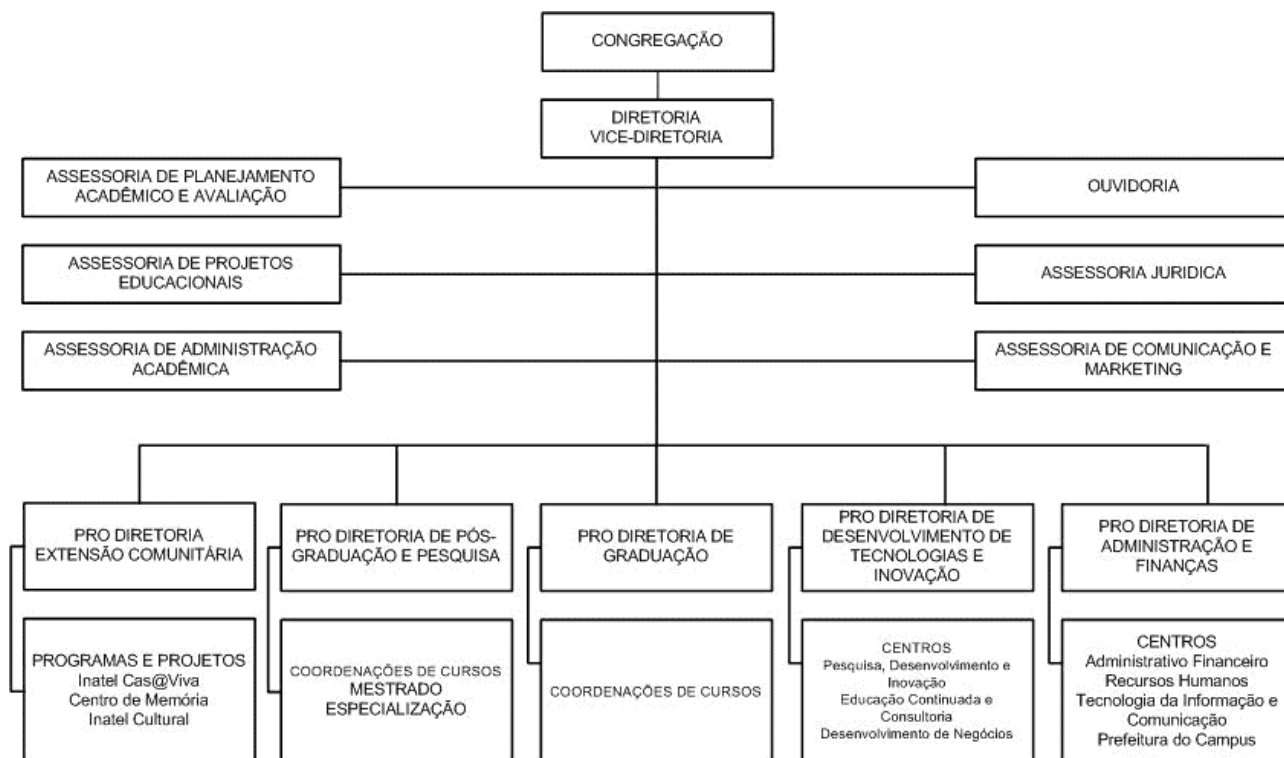 CONGREGAÇÃO
DIRETORIA
VICE-DIRETORIA
ASSESSORIA DE PLANEJAMENTO
ACADÊMICO E AVALIAÇÃO
OUVIDORIA
ASSESSORIA DE PROJETOS
EDUCACIONAIS
ASSESSORIA JURIDICA
ASSESSORIA DE ADMINISTRAÇÃO
ACADÊMICA
ASSESSORIA DE COMUNICAÇÃO E
MARKETING
PRO DIRETORIA
EXTENSÃO COMUNITÁRIA
PRO DIRETORIA DE PÓS-
GRADUAÇÃO E PESQUISA
PRO DIRETORIA DE
GRADUAÇÃO
PRO DIRETORIA DE
DESENVOLVIMENTO DE
TECNOLOGIAS E
INOVAÇÃO
PRO DIRETORIA DE
ADMINISTRAÇÃO E
FINANÇAS
PROGRAMAS E PROJETOS
Inatel Cas@Viva
Centro de Memória
Inatel Cultural
COORDENAÇÕES DE CURSOS
MESTRADO
ESPECIALIZAÇÃO
COORDENAÇÕES DE CURSOS
CENTROS
Pesquisa, Desenvolvimento e
Inovação
Educação Continuada e
Consultoria
Desenvolvimento de Negócios
CENTROS
Administrativo Financeiro
Recursos Humanos
Tecnologia da Informação e
Comunicação
Prefeitura do Campus